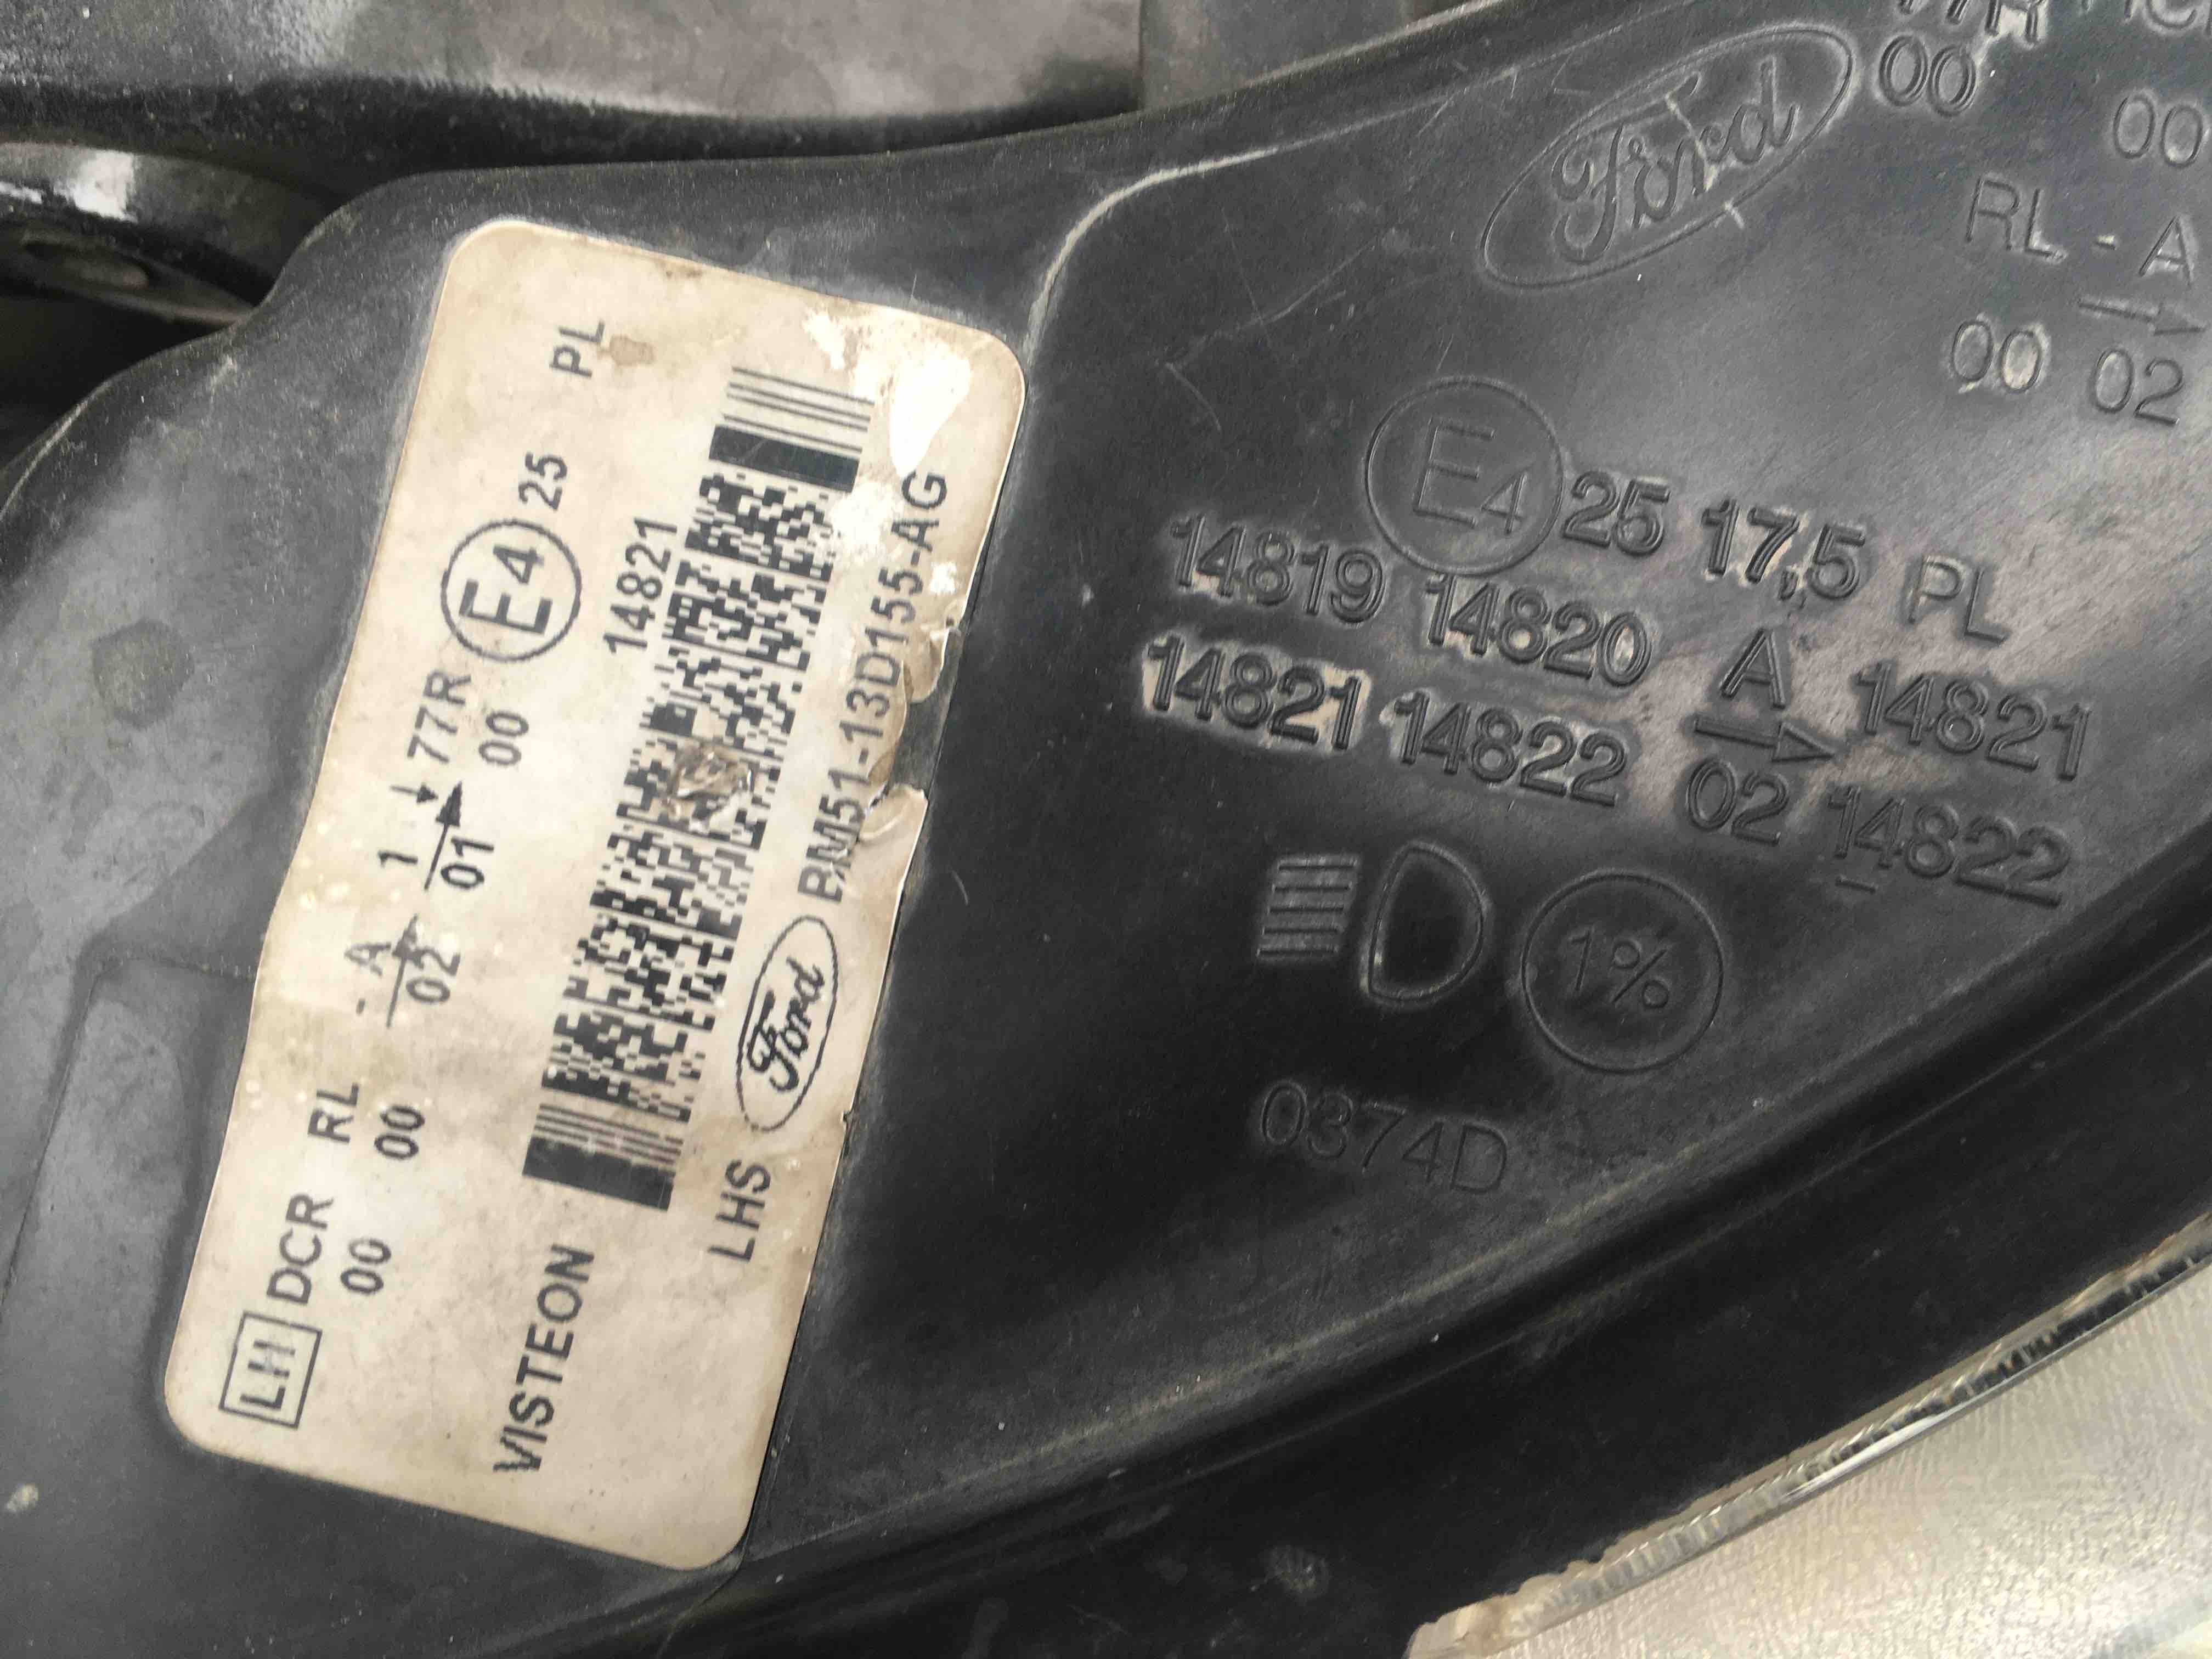 LH DCR RL - A 1 77R E4 25 PL
00 00 02 01 00
VISTEON 14821
LHS Ford BM51-13D155-AG
Ford
00 00
RL - A
00 02
E4 25 17,5 PL
14819 14820 A 14821
14821 14822 02 14822
1%
0374D